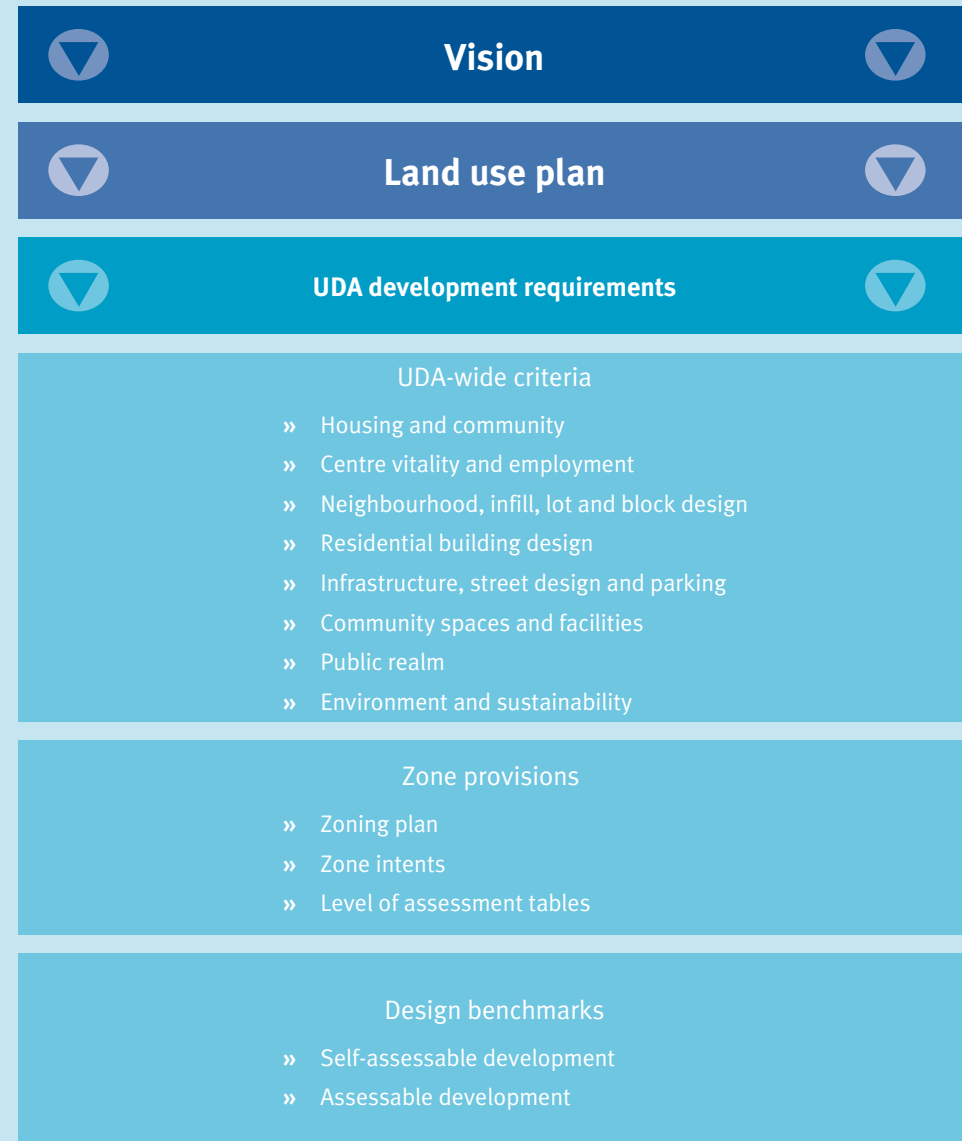 Vision
Land use plan
UDA development requirements
UDA-wide criteria
» Housing and community
» Centre vitality and employment
» Neighbourhood, infill, lot and block design
» Residential building design
» Infrastructure, street design and parking
» Community spaces and facilities
» Public realm
» Environment and sustainability
Zone provisions
» Zoning plan
» Zone intents
» Level of assessment tables
Design benchmarks
» Self-assessable development
» Assessable development